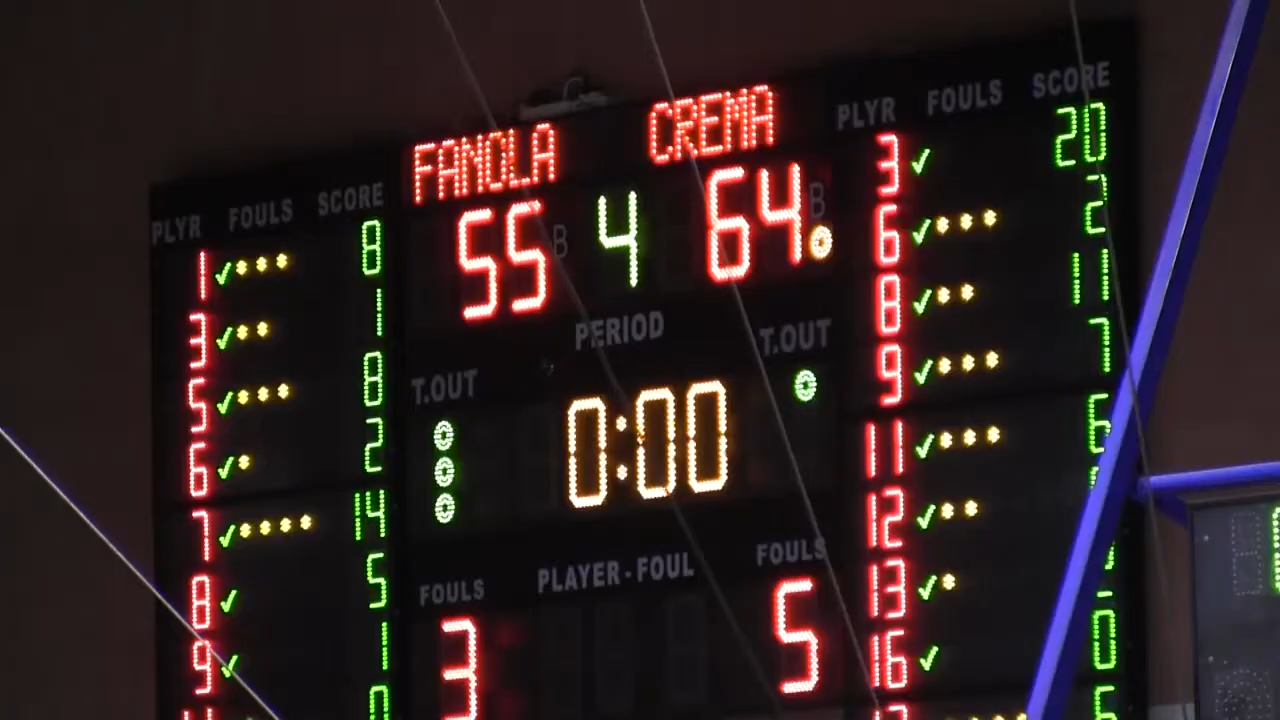 FANOLA CREMA
55 4 64
B B
PERIOD
T.OUT T.OUT
0:00
PLAYER-FOUL
FOULS FOULS
3 5
PLYR FOULS SCORE
1 8
3 1
5 8
6 2
7 14
8 5
9 1
PLYR FOULS SCORE
3 20
6 2
8 11
9 7
11 6
12
13
16 0